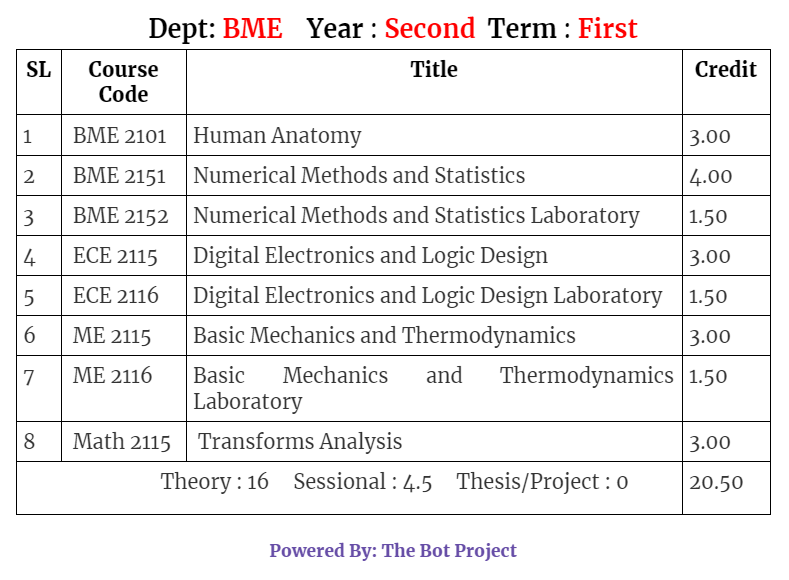 Dept: BME Year : Second Term : First
SL Course Code Title Credit
1 BME 2101 Human Anatomy 3.00
2 BME 2151 Numerical Methods and Statistics 4.00
3 BME 2152 Numerical Methods and Statistics Laboratory 1.50
4 ECE 2115 Digital Electronics and Logic Design 3.00
5 ECE 2116 Digital Electronics and Logic Design Laboratory 1.50
6 ME 2115 Basic Mechanics and Thermodynamics 3.00
7 ME 2116 Basic Mechanics and Thermodynamics 1.50
Laboratory
8 Math 2115 Transforms Analysis 3.00
Theory : 16 Sessional : 4.5 Thesis/Project : 0 20.50
Powered By: The Bot Project